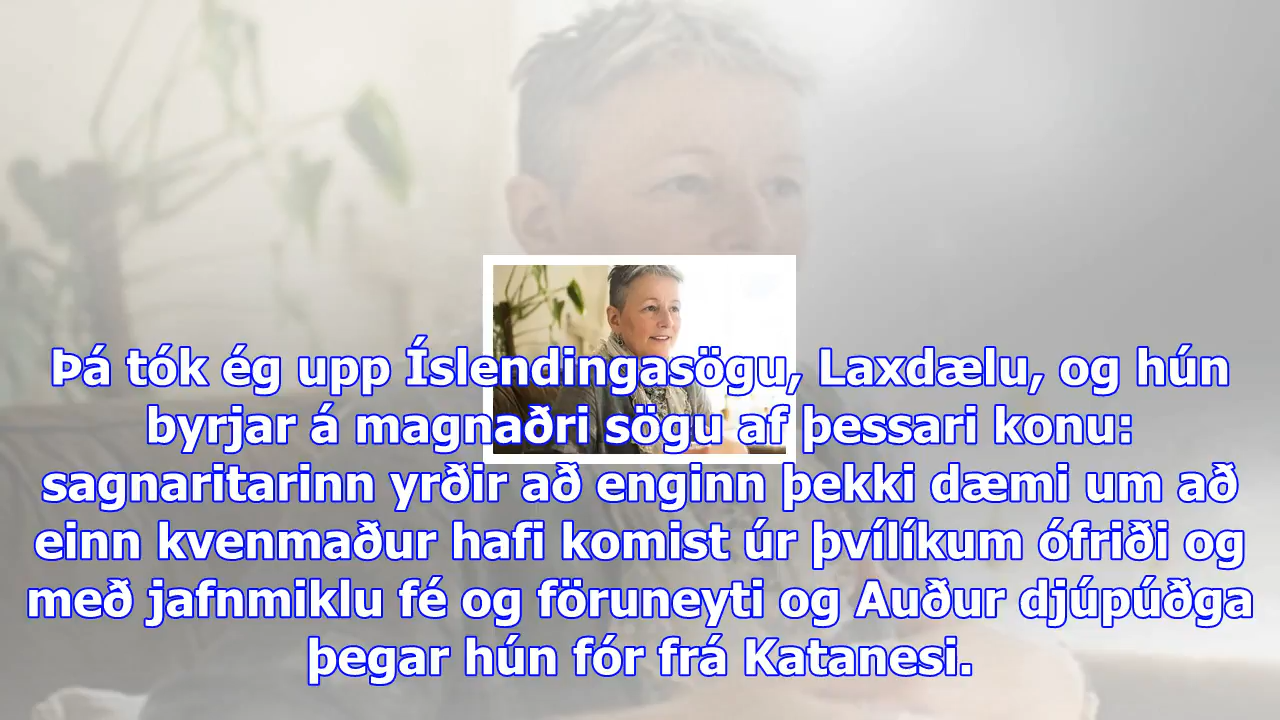 Þá tók ég upp Íslendingasögu, Laxdælu, og hún
byrjar á magnaðri sögu af þessari konu:
sagnaritarinn yrðir að enginn þekki dæmi um að
einn kvenmaður hafi komist úr þvílíkum ófriði og
með jafnmiklu fé og föruneyti og Auður djúpúðga
þegar hún fór frá Katanesi.